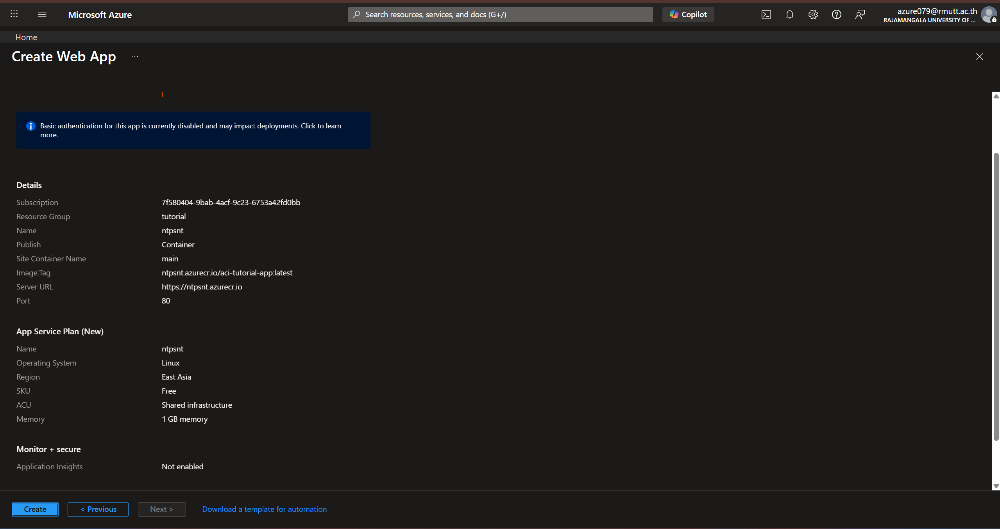 Microsoft Azure
Search resources, services, and docs (G+/)
Copilot
azure079@rmutt.ac.th
RAJAMANGALA UNIVERSITY OF ...
Home
Create Web App
Basic authentication for this app is currently disabled and may impact deployments. Click to learn
more.
Details
Subscription 7f580404-9bab-4acf-9c23-6753a42fd0bb
Resource Group tutorial
Name ntpsnt
Publish Container
Site Container Name main
Image:Tag ntpsnt.azurecr.io/aci-tutorial-app:latest
Server URL https://ntpsnt.azurecr.io
Port 80
App Service Plan (New)
Name ntpsnt
Operating System Linux
Region East Asia
SKU Free
ACU Shared infrastructure
Memory 1 GB memory
Monitor + secure
Application Insights Not enabled
Create < Previous Next > Download a template for automation